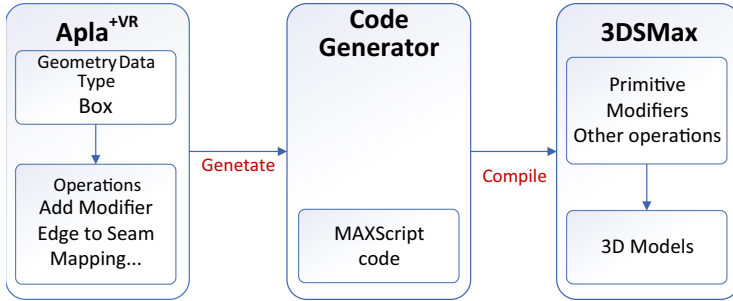 Apla+VR
Geometry Data
Type
Box
Operations
Add Modifier
Edge to Seam
Mapping...
Genetate
Code
Generator
MAXScript
code
Compile
3DSMax
Primitive
Modifiers
Other operations
3D Models